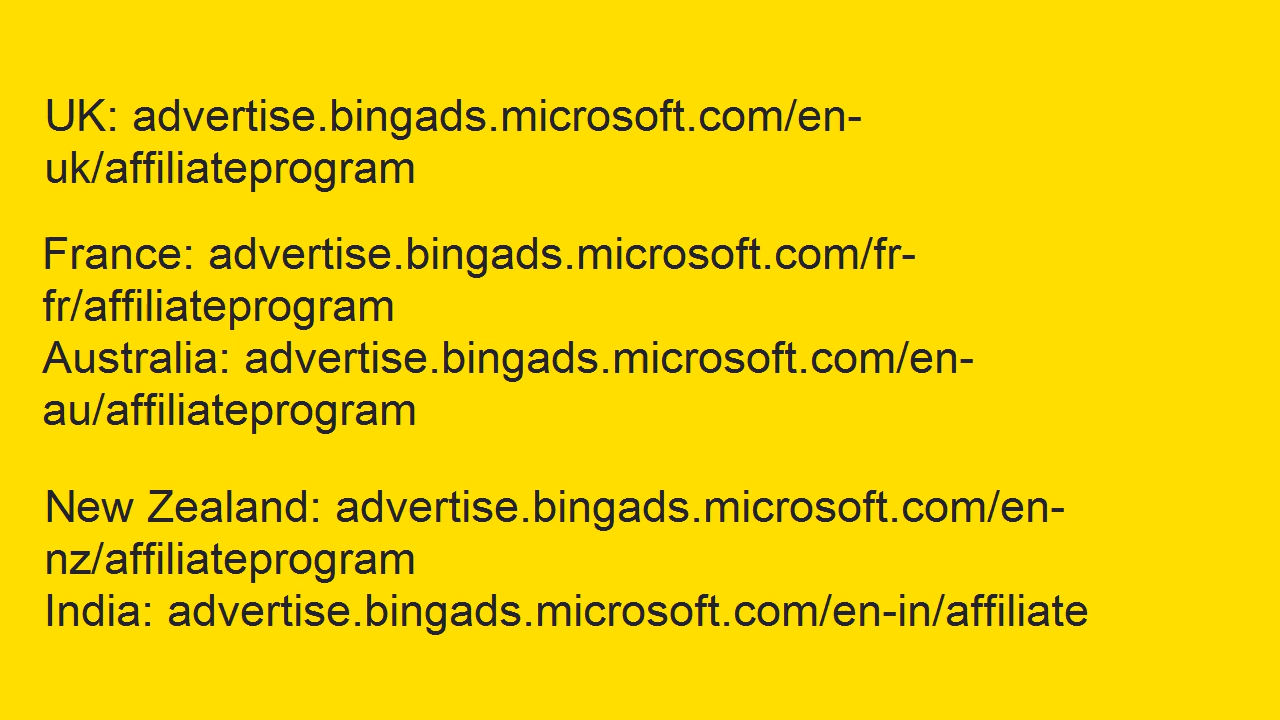 UK: advertise.bingads.microsoft.com/en-
uk/affiliateprogram
France: advertise.bingads.microsoft.com/fr-
fr/affiliateprogram
Australia: advertise.bingads.microsoft.com/en-
au/affiliateprogram
New Zealand: advertise.bingads.microsoft.com/en-
nz/affiliateprogram
India: advertise.bingads.microsoft.com/en-in/affiliate